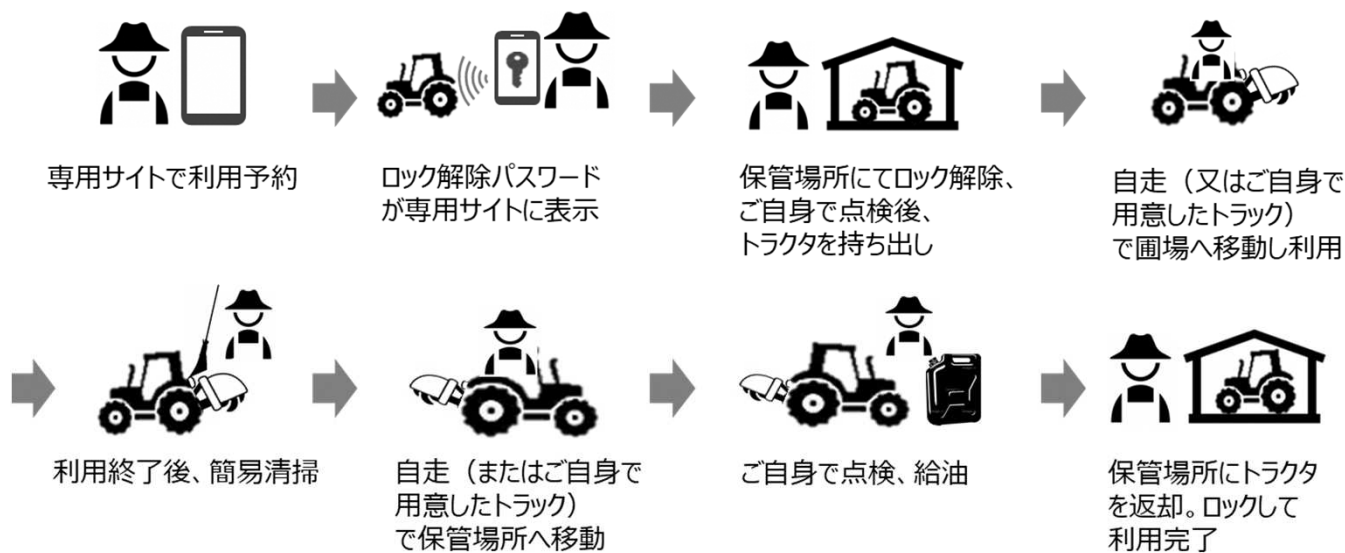 専用サイトで利用予約
ロック解除パスワード
が専用サイトに表示
保管場所にてロック解除、
ご自身で点検後、
トラクタを持ち出し
自走（又はご自身で
用意したトラック）
で圃場へ移動し利用
利用終了後、簡易清掃
自走（またはご自身で
用意したトラック）
で保管場所へ移動
ご自身で点検、給油
保管場所にトラクタ
を返却。ロックして
利用完了